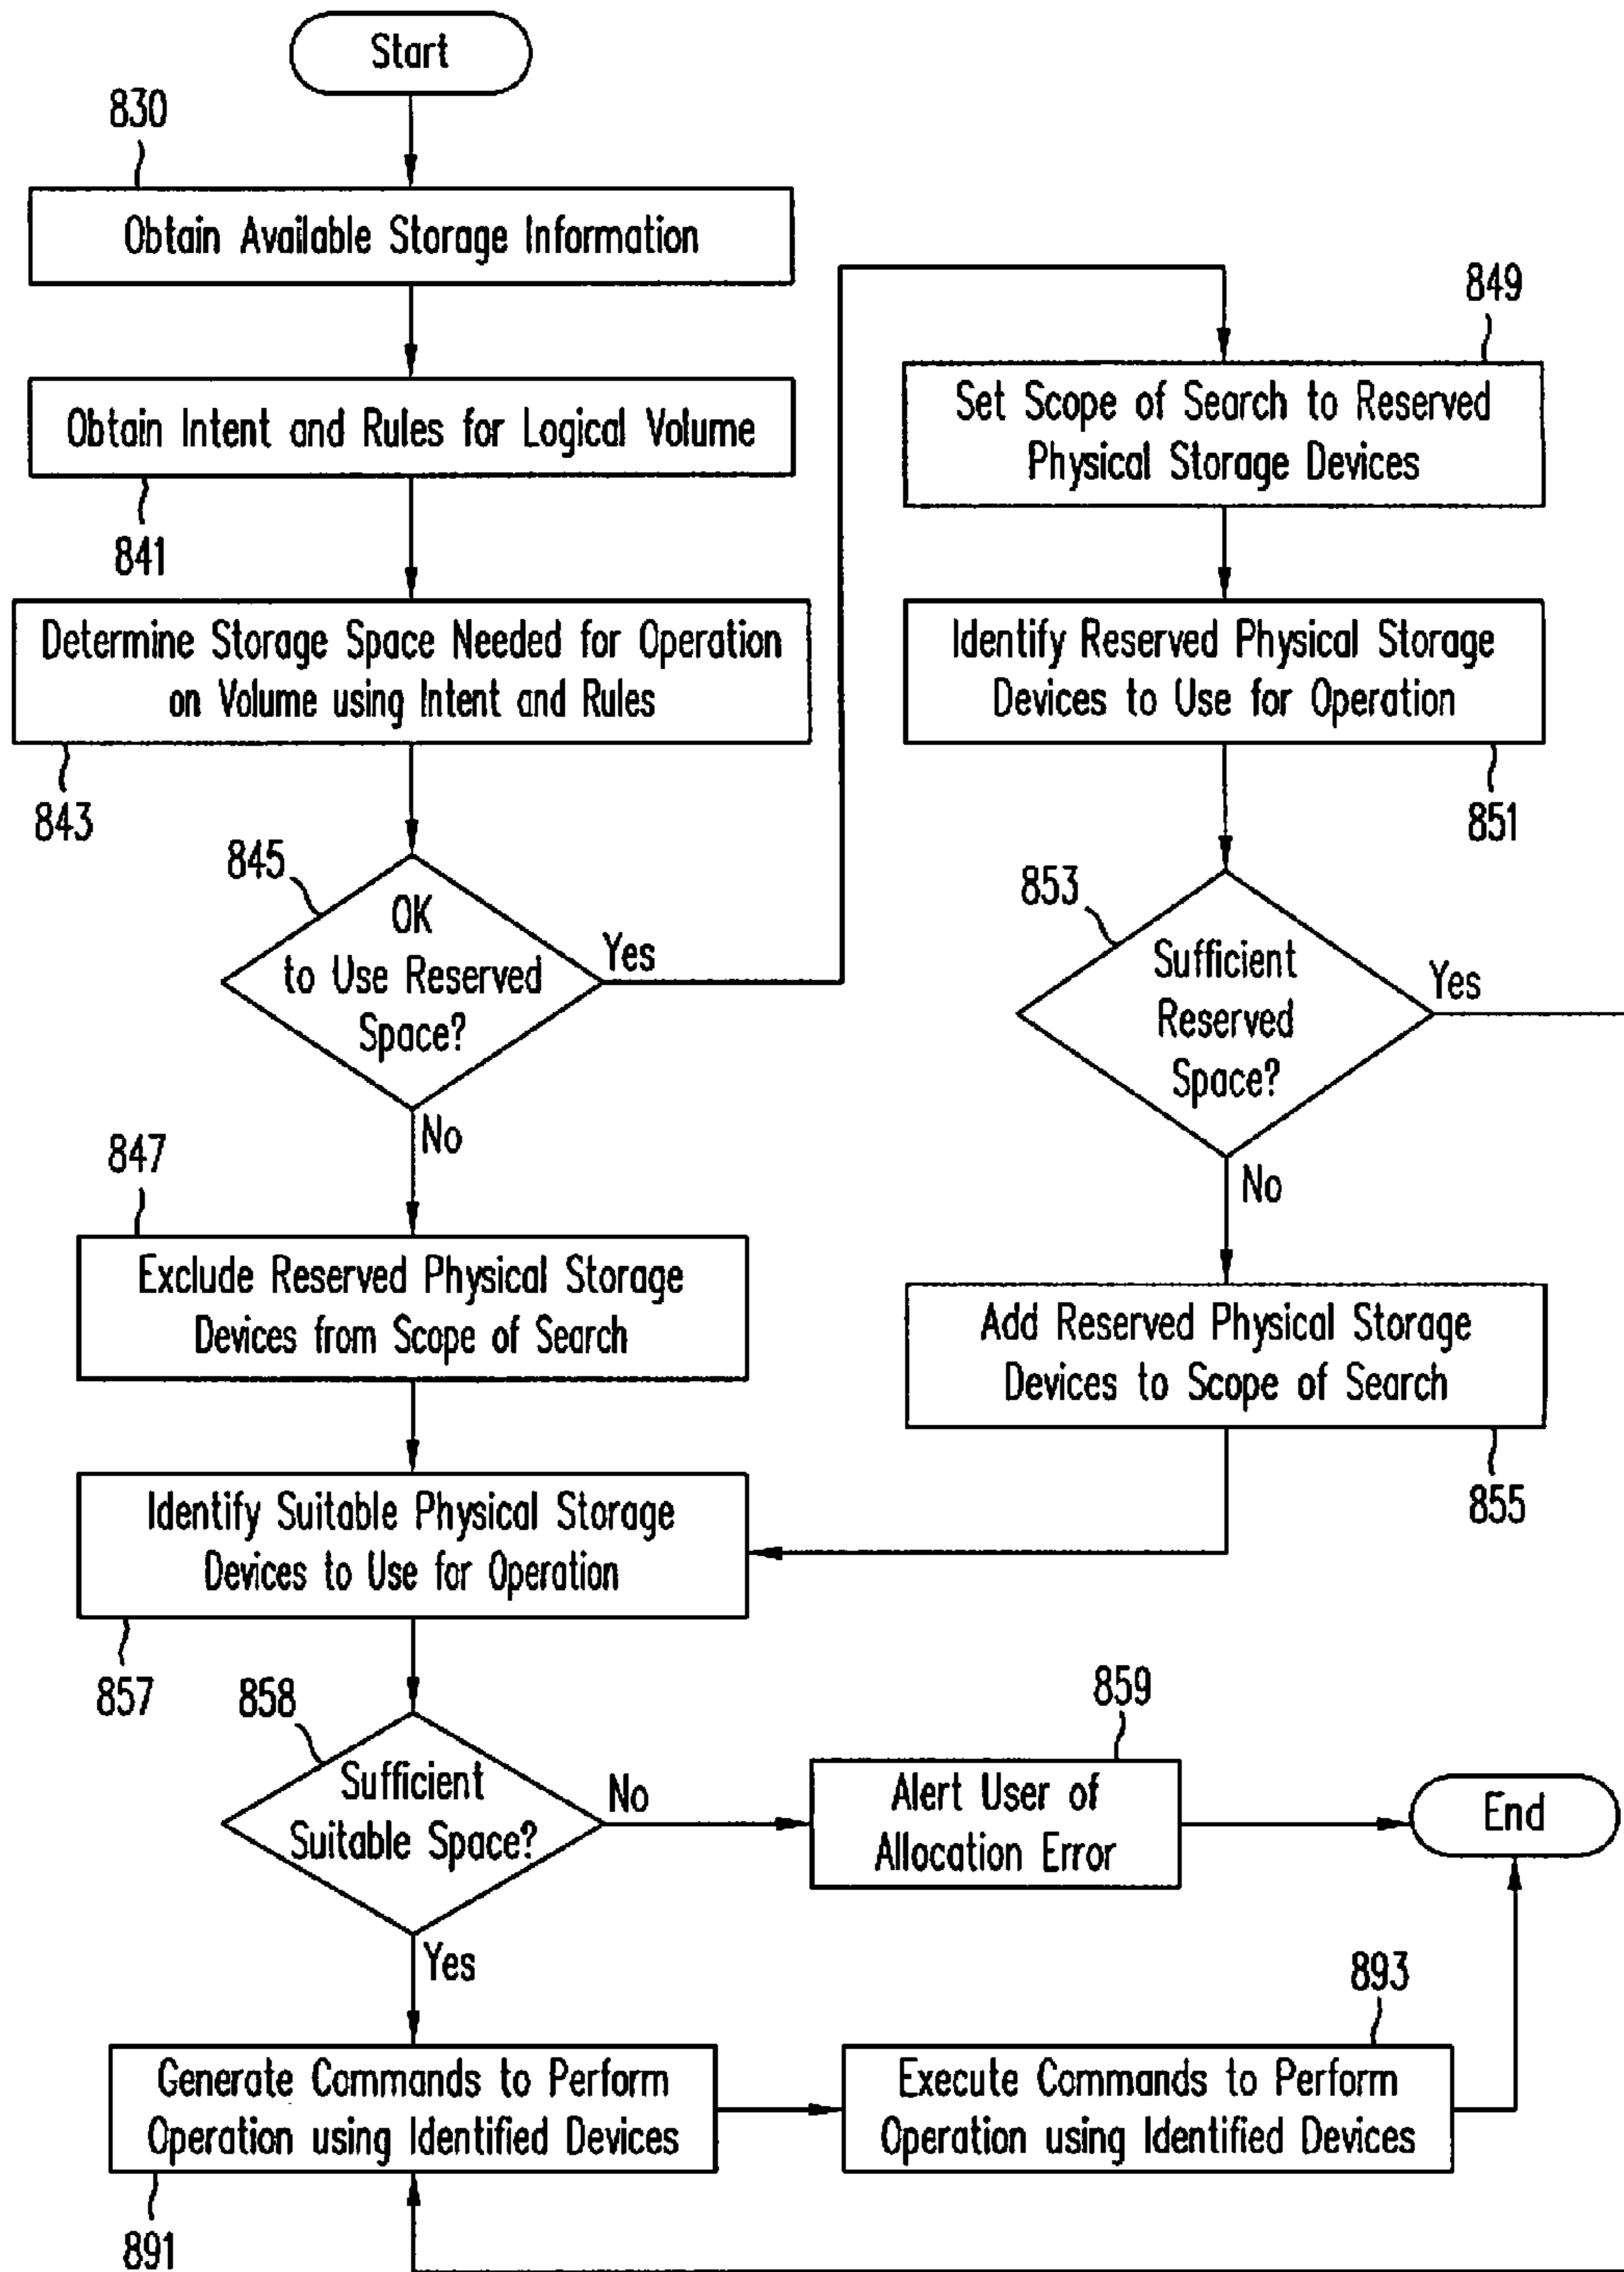 Start
830
Obtain Available Storage Information
Obtain Intent and Rules for Logical Volume
841
Determine Storage Space Needed for Operation
on Volume using Intent and Rules
843
845
OK
to Use Reserved
Space?
Yes
No
849
Set Scope of Search to Reserved
Physical Storage Devices
Identify Reserved Physical Storage
Devices to Use for Operation
851
853
Sufficient
Reserved
Space?
Yes
No
847
Exclude Reserved Physical Storage
Devices from Scope of Search
Add Reserved Physical Storage
Devices to Scope of Search
855
Identify Suitable Physical Storage
Devices to Use for Operation
857
858
Sufficient
Suitable Space?
No
Yes
859
Alert User of
Allocation Error
End
Generate Commands to Perform
Operation using Identified Devices
891
893
Execute Commands to Perform
Operation using Identified Devices